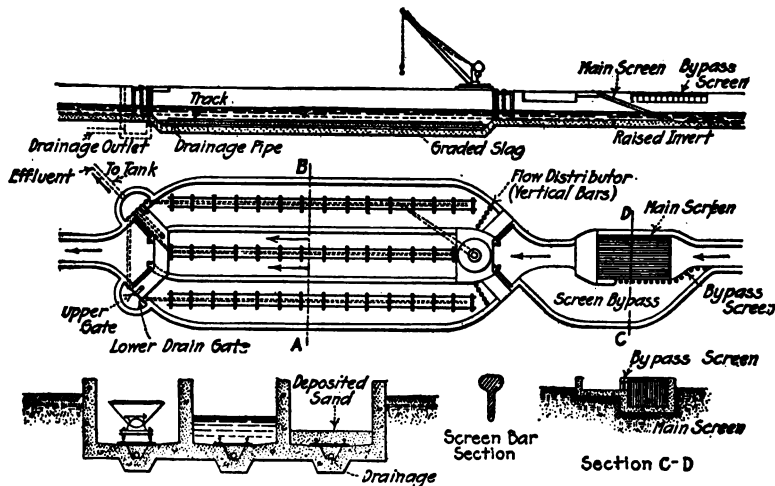 Main Screen
Bypass
Screen
Track
Drainage Outlet
Drainage Pipe
Graded Slag
Raised Invert
To Tank
Effluent
B
Flow Distributor
(Vertical Bars)
D
Main Screen
Screen Bypass
Bypass
Screen
Upper
Gate
Lower Drain Gate
A
C
Deposited
Sand
Bypass Screen
Screen Bar
Section
Main Screen
Drainage
Section C-D